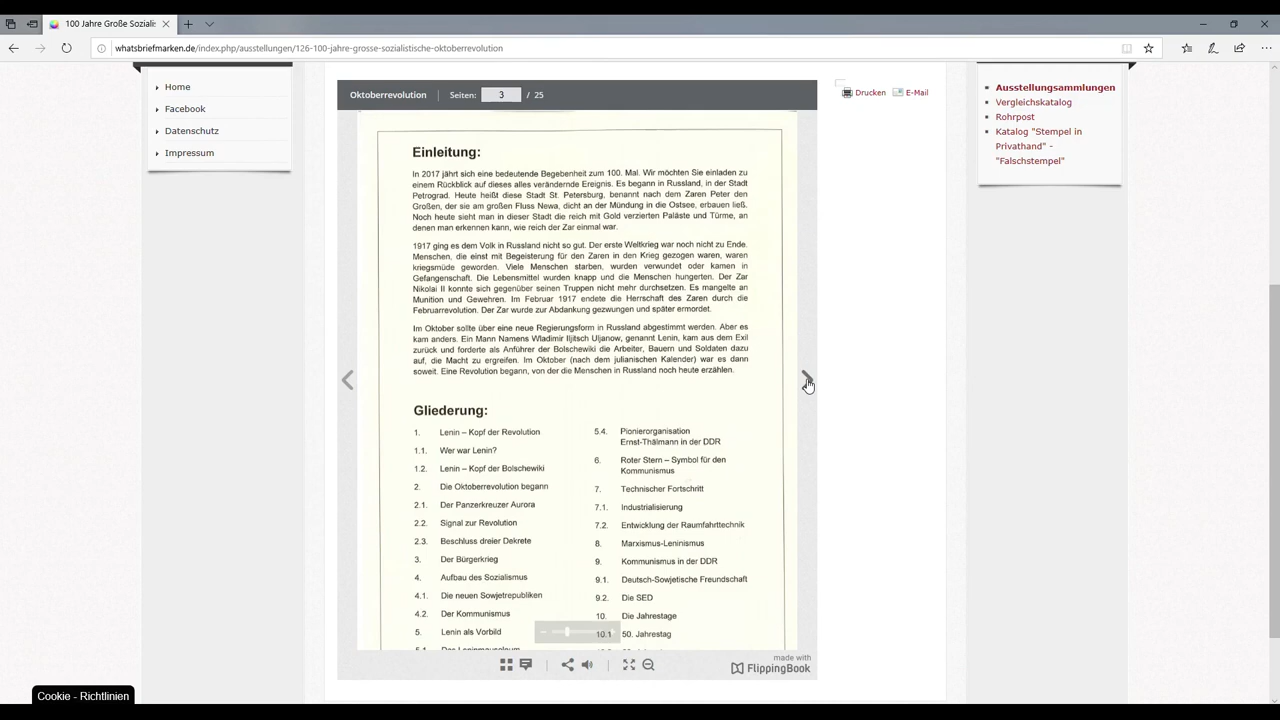 100 Jahre Große Soziali
whatsbriefmarken.de/index.php/ausstellungen/126-100-jahre-grosse-sozialistische-oktoberrevolution
Home
Facebook
Datenschutz
Impressum
Oktoberrevolution
Seiten: 3 / 25
Einleitung:
In 2017 jährt sich eine bedeutende Begebenheit zum 100. Mal. Wir möchten Sie einladen zu
einem Rückblick auf dieses alles verändernde Ereignis. Es begann in Russland, in der Stadt
Petrograd. Heute heißt diese Stadt St. Petersburg, benannt nach dem Zaren Peter den
Großen, der sie am großen Fluss Newa, dicht an der Mündung in die Ostsee, erbauen ließ.
Noch heute sieht man in dieser Stadt die reich mit Gold verzierten Paläste und Türme, an
denen man erkennen kann, wie reich der Zar einmal war.
1917 ging es dem Volk in Russland nicht so gut. Der erste Weltkrieg war noch nicht zu Ende.
Menschen, die einst mit Begeisterung für den Zaren in den Krieg gezogen waren, waren
kriegsmüde geworden. Viele Menschen starben, wurden verwundet oder kamen in
Gefangenschaft. Die Lebensmittel wurden knapp und die Menschen hungerten. Der Zar
Nikolai II konnte sich gegenüber seinen Truppen nicht mehr durchsetzen. Es mangelte an
Munition und Gewehren. Im Februar 1917 endete die Herrschaft des Zaren durch die
Februarrevolution. Der Zar wurde zur Abdankung gezwungen und später ermordet.
Im Oktober sollte über eine neue Regierungsform in Russland abgestimmt werden. Aber es
kam anders. Ein Mann Namens Wladimir Iljitsch Uljanow, genannt Lenin, kam aus dem Exil
zurück und forderte als Anführer der Bolschewiki die Arbeiter, Bauern und Soldaten dazu
auf, die Macht zu ergreifen. Im Oktober (nach dem julianischen Kalender) war es dann
soweit. Eine Revolution begann, von der die Menschen in Russland noch heute erzählen.
Gliederung:
1. Lenin – Kopf der Revolution
1.1. Wer war Lenin?
1.2. Lenin – Kopf der Bolschewiki
2. Die Oktoberrevolution begann
2.1. Der Panzerkreuzer Aurora
2.2. Signal zur Revolution
2.3. Beschluss dreier Dekrete
3. Der Bürgerkrieg
4. Aufbau des Sozialismus
4.1. Die neuen Sowjetrepubliken
4.2. Der Kommunismus
5. Lenin als Vorbild
5.4. Pionierorganisation
Ernst-Thälmann in der DDR
6. Roter Stern – Symbol für den
Kommunismus
7. Technischer Fortschritt
7.1. Industrialisierung
7.2. Entwicklung der Raumfahrttechnik
8. Marxismus-Leninismus
9. Kommunismus in der DDR
9.1. Deutsch-Sowjetische Freundschaft
9.2. Die SED
10. Die Jahrestage
10.1 50. Jahrestag
made with
FlippingBook
Drucken E-Mail
Ausstellungsammlungen
Vergleichskatalog
Rohrpost
Katalog "Stempel in
Privathand" -
"Falschstempel"
Cookie - Richtlinien